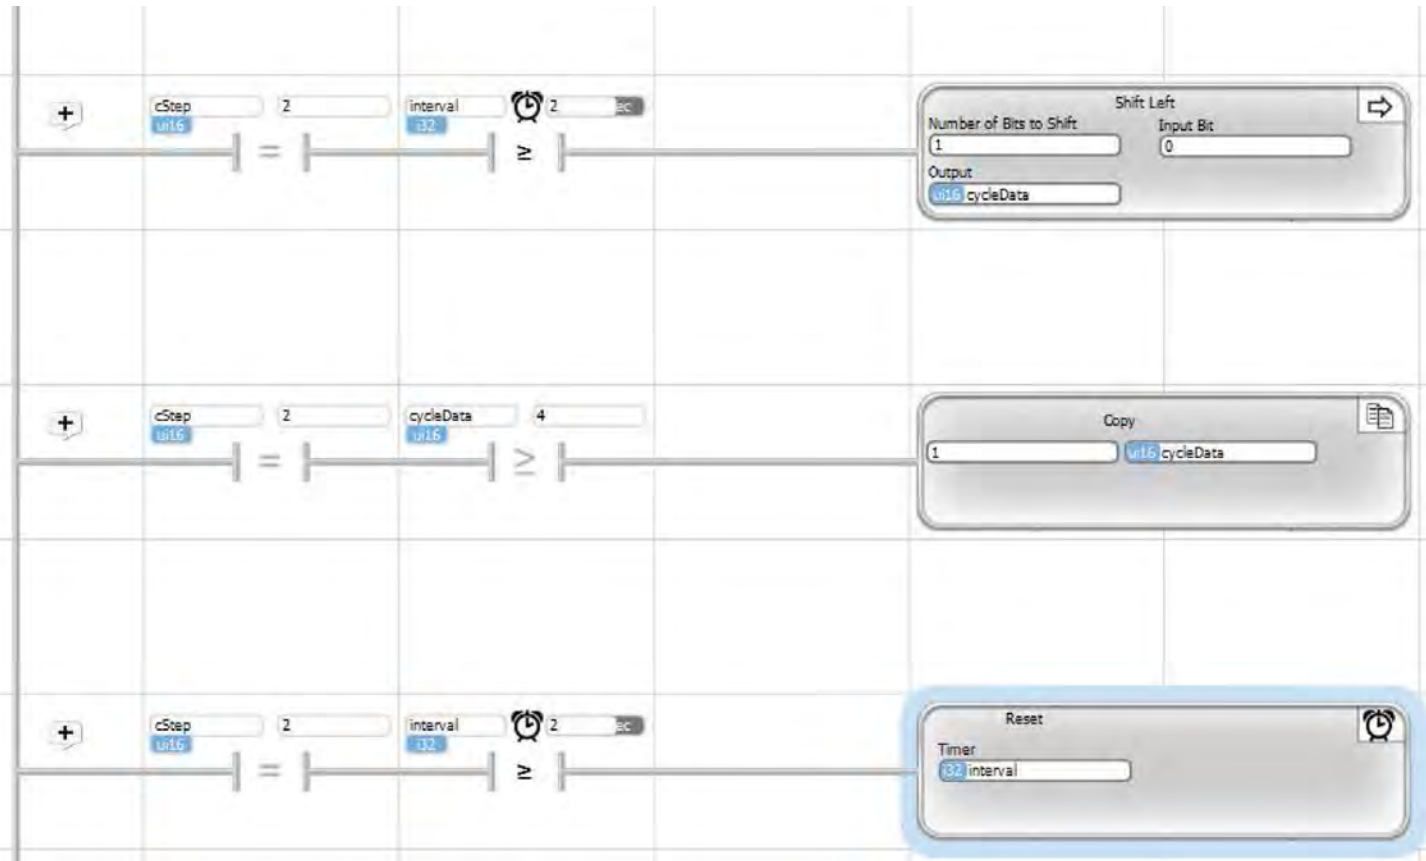 + cStep 2 interval 2 ec
ui16 i32
= ≥
Shift Left
Number of Bits to Shift Input Bit
1 0
Output
ui16 cycleData
+ cStep 2 cycleData 4
ui16 ui16
= ≥
Copy
1 ui16 cycleData
+ cStep 2 interval 2 ec
ui16 i32
= ≥
Reset
Timer
i32 interval